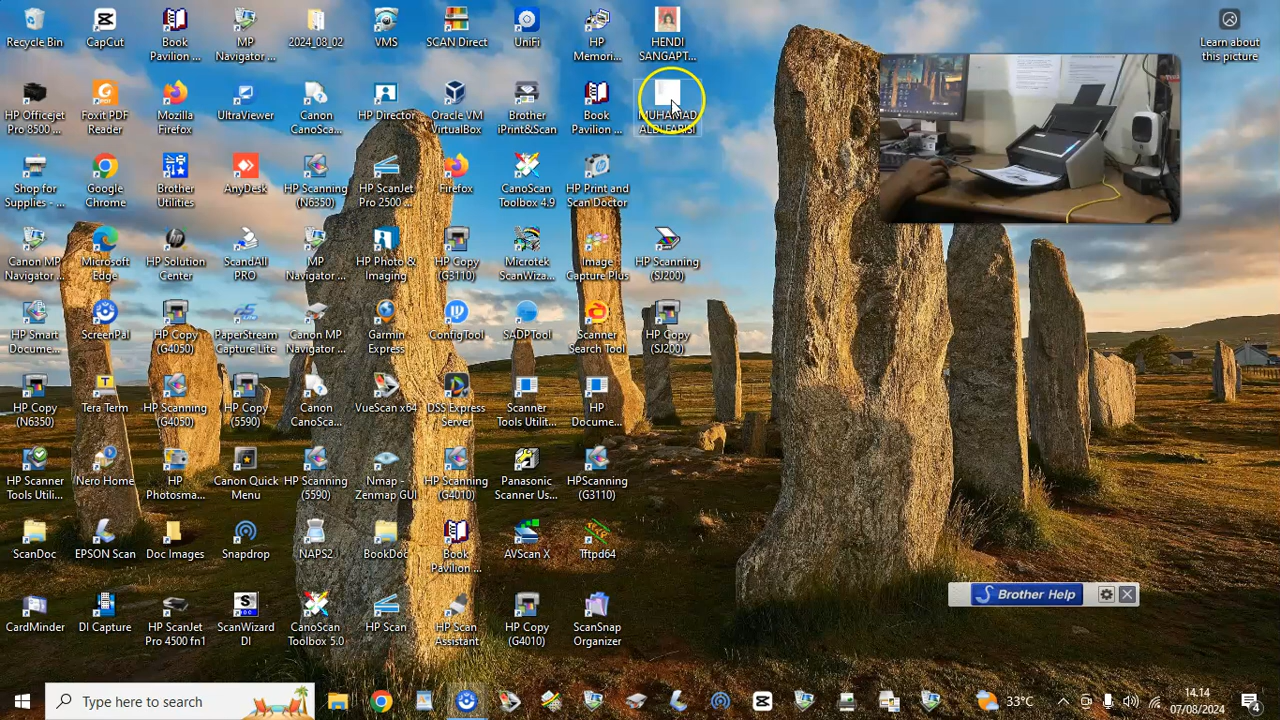 Recycle Bin
CapCut
Book
Pavilion ...
MP
Navigator ...
2024_08_02
VMS
SCAN Direct
UniFi
HP
Memori...
HENDI
SANGAPT...
Learn about
this picture
HP Officejet
Pro 8500 ...
Foxit PDF
Reader
Mozilla
Firefox
UltraViewer
Canon
CanoSca...
HP Director
Oracle VM
VirtualBox
Brother
iPrint&Scan
Book
Pavilion ...
MUHAMAD
ALDI FARISI
Shop for
Supplies - ...
Google
Chrome
Brother
Utilities
AnyDesk
HP Scanning
(N6350)
HP ScanJet
Pro 2500 ...
Firefox
CanoScan
Toolbox 4.9
HP Print and
Scan Doctor
Canon MP
Navigator ...
Microsoft
Edge
HP Solution
Center
ScandAll
PRO
MP
Navigator ...
HP Photo &
Imaging
HP Copy
(G3110)
Microtek
ScanWiza...
Image
Capture Plus
HP Scanning
(SJ200)
HP Smart
Docume...
ScreenPal
HP Copy
(G4050)
PaperStream
Capture Lite
Canon MP
Navigator ...
Garmin
Express
ConfigTool
SADPTool
Scanner
Search Tool
HP Copy
(SJ200)
HP Copy
(N6350)
Tera Term
HP Scanning
(G4050)
HP Copy
(5590)
Canon
CanoSca...
VueScan x64
DSS Express
Server
Scanner
Tools Utilit...
HP
Docume...
HP Scanner
Tools Utili...
Nero Home
HP
Photosma...
Canon Quick
Menu
HP Scanning
(5590)
Nmap -
Zenmap GUI
HP Scanning
(G4010)
Panasonic
Scanner Us...
HPScanning
(G3110)
ScanDoc
EPSON Scan
Doc Images
Snapdrop
NAPS2
BookDoc
Book
Pavilion ...
AVScan X
Tftpd64
Brother Help
CardMinder
DI Capture
HP ScanJet
Pro 4500 fn1
ScanWizard
DI
CanoScan
Toolbox 5.0
HP Scan
HP Scan
Assistant
HP Copy
(G4010)
ScanSnap
Organizer
Type here to search
33°C
14.14
07/08/2024
4